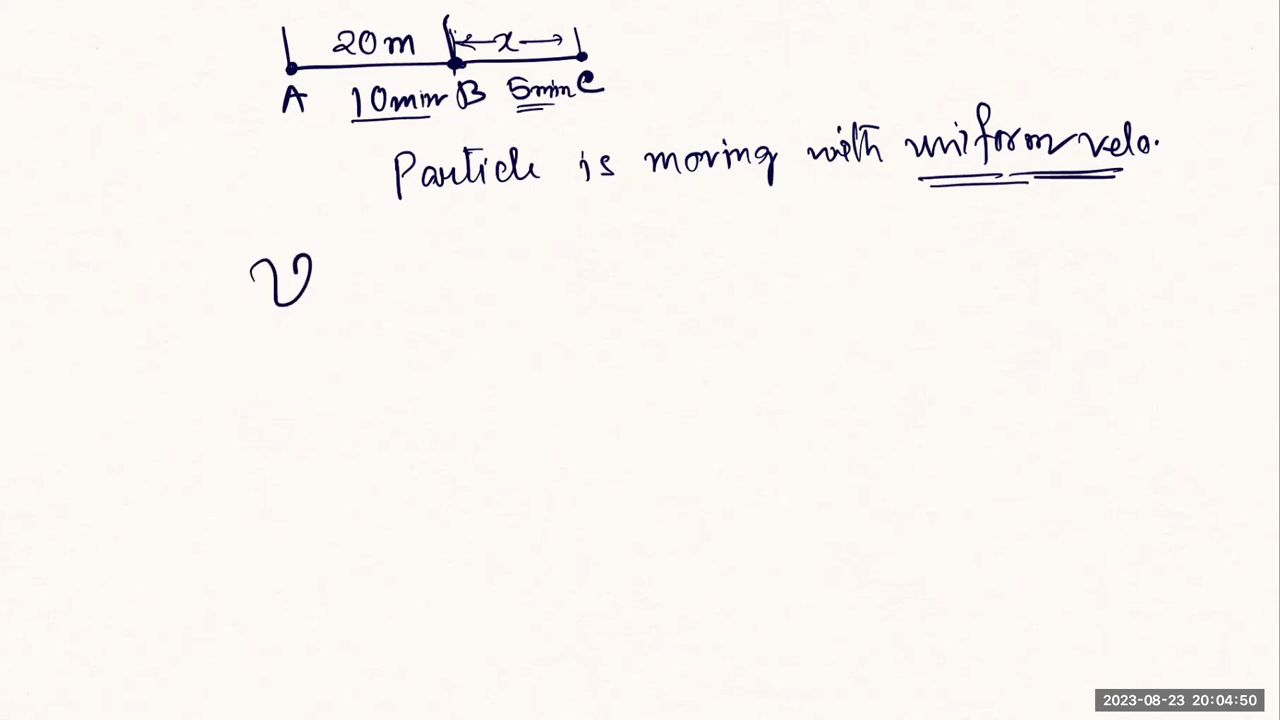 20m x
A 10min B 5min C
Particle is moving with uniform velo.
v
2023-08-23 20:04:50